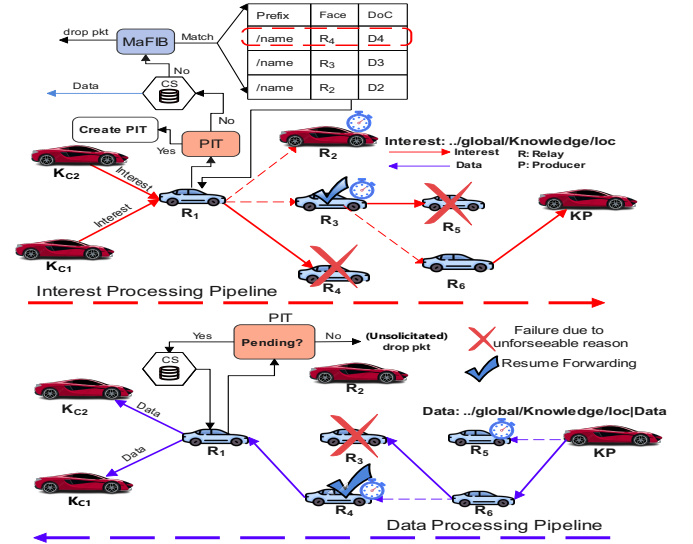 Prefix Face DoC
/name R4 D4
/name R3 D3
/name R2 D2
drop pkt
MaFIB
Match
No
Data
CS
No
Create PIT
Yes
PIT
KC2
Interest
R1
Interest
KC1
R2
Interest: ../global/Knowledge/loc
Interest R: Relay
Data P: Producer
R3
R5
KP
R4
R6
Interest Processing Pipeline
PIT
Yes
Pending?
No
(Unsolicitated)
drop pkt
CS
R2
Failure due to
unforseeable reason
Resume Forwarding
KC2
Data
R1
Data
KC1
Data: ../global/Knowledge/loc|Data
R3
R5
KP
R4
R6
Data Processing Pipeline